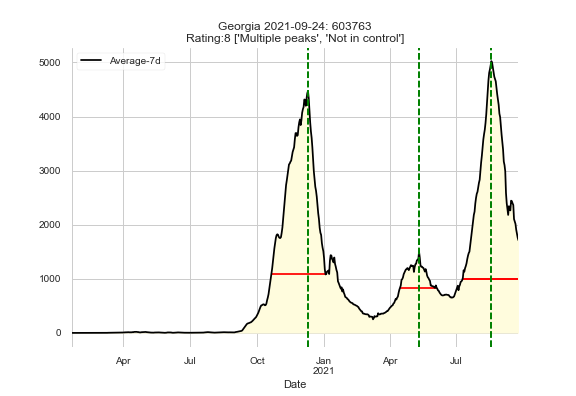 Georgia 2021-09-24: 603763
Rating:8 ['Multiple peaks', 'Not in control']
Average-7d
5000
4000
3000
2000
1000
0
Apr Jul Oct Jan Apr Jul
2021
Date